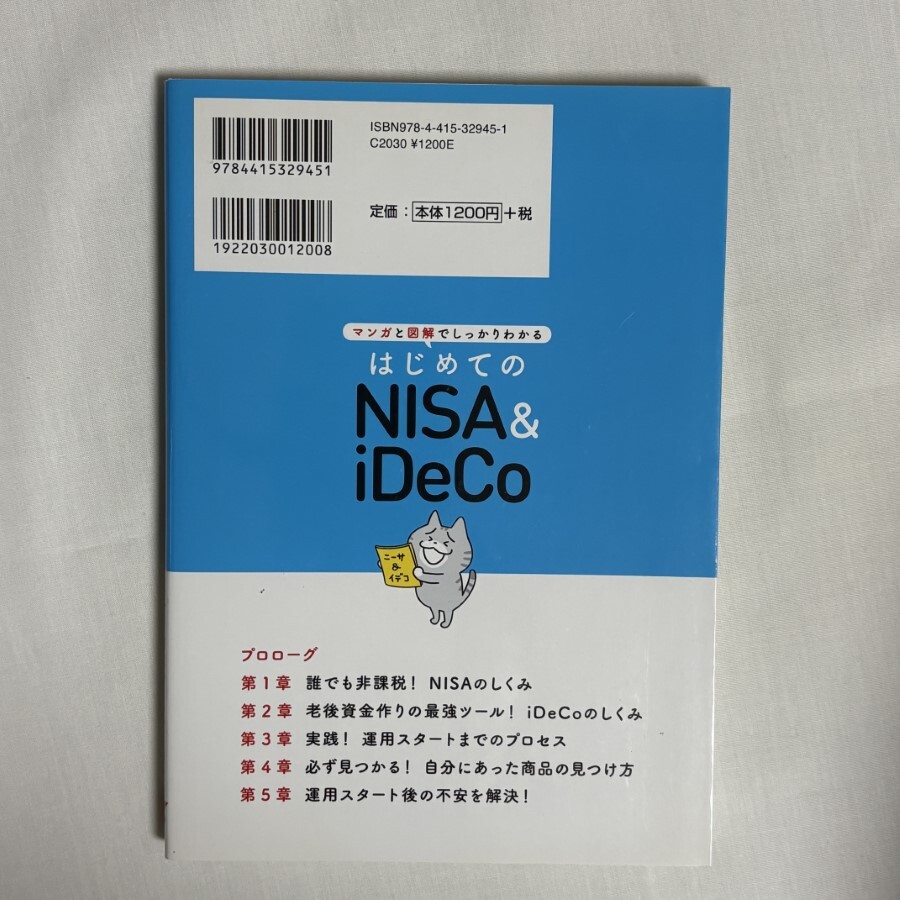 ISBN978-4-415-32945-1
C2030 ¥1200E
9784415329451
定価：本体1200円＋税
1922030012008
マンガと図解でしっかりわかる
はじめての
NISA&
iDeCo
ニーサ
&
イデコ
プロローグ
第1章 誰でも非課税！ NISAのしくみ
第2章 老後資金作りの最強ツール！ iDeCoのしくみ
第3章 実践！ 運用スタートまでのプロセス
第4章 必ず見つかる！ 自分にあった商品の見つけ方
第5章 運用スタート後の不安を解決！